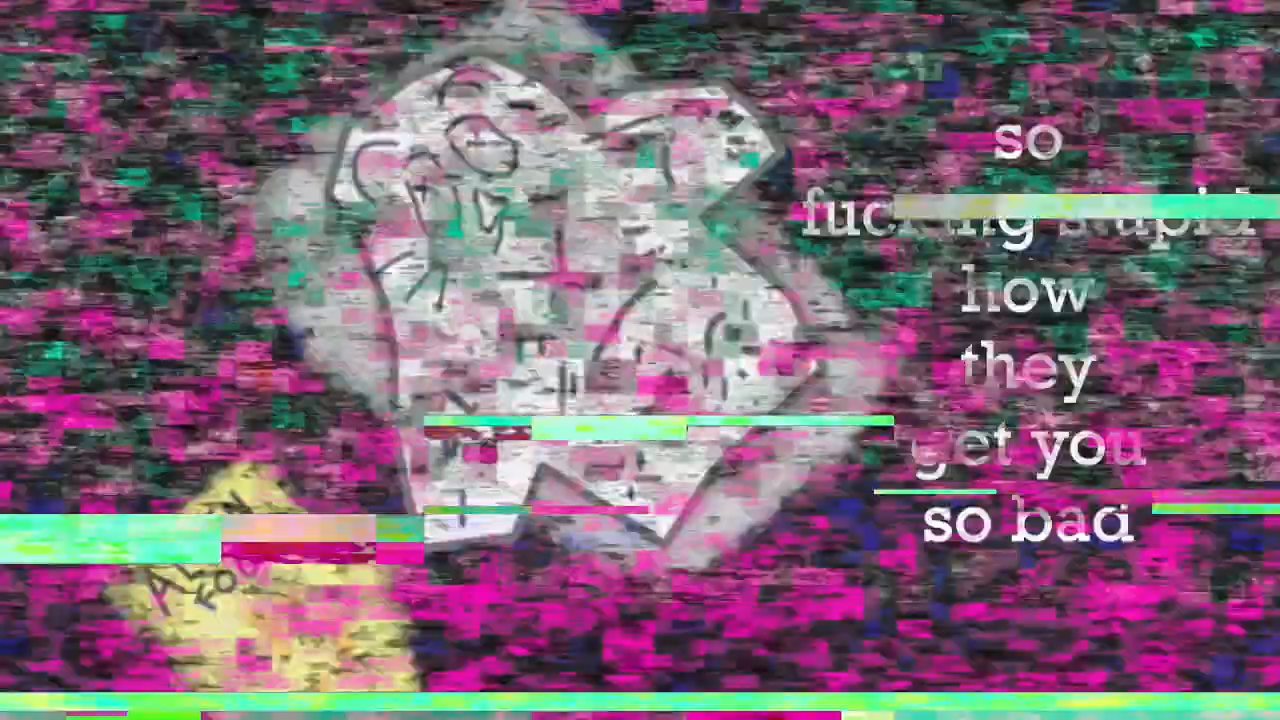 so
fucking stupid
how
they
get you
so bad